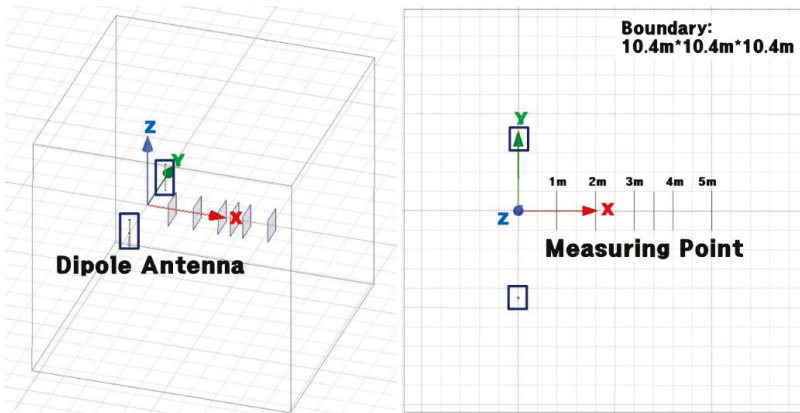 Z
Y
X
Dipole Antenna
Boundary:
10.4m*10.4m*10.4m
Y
1m 2m 3m 4m 5m
Z
X
Measuring Point